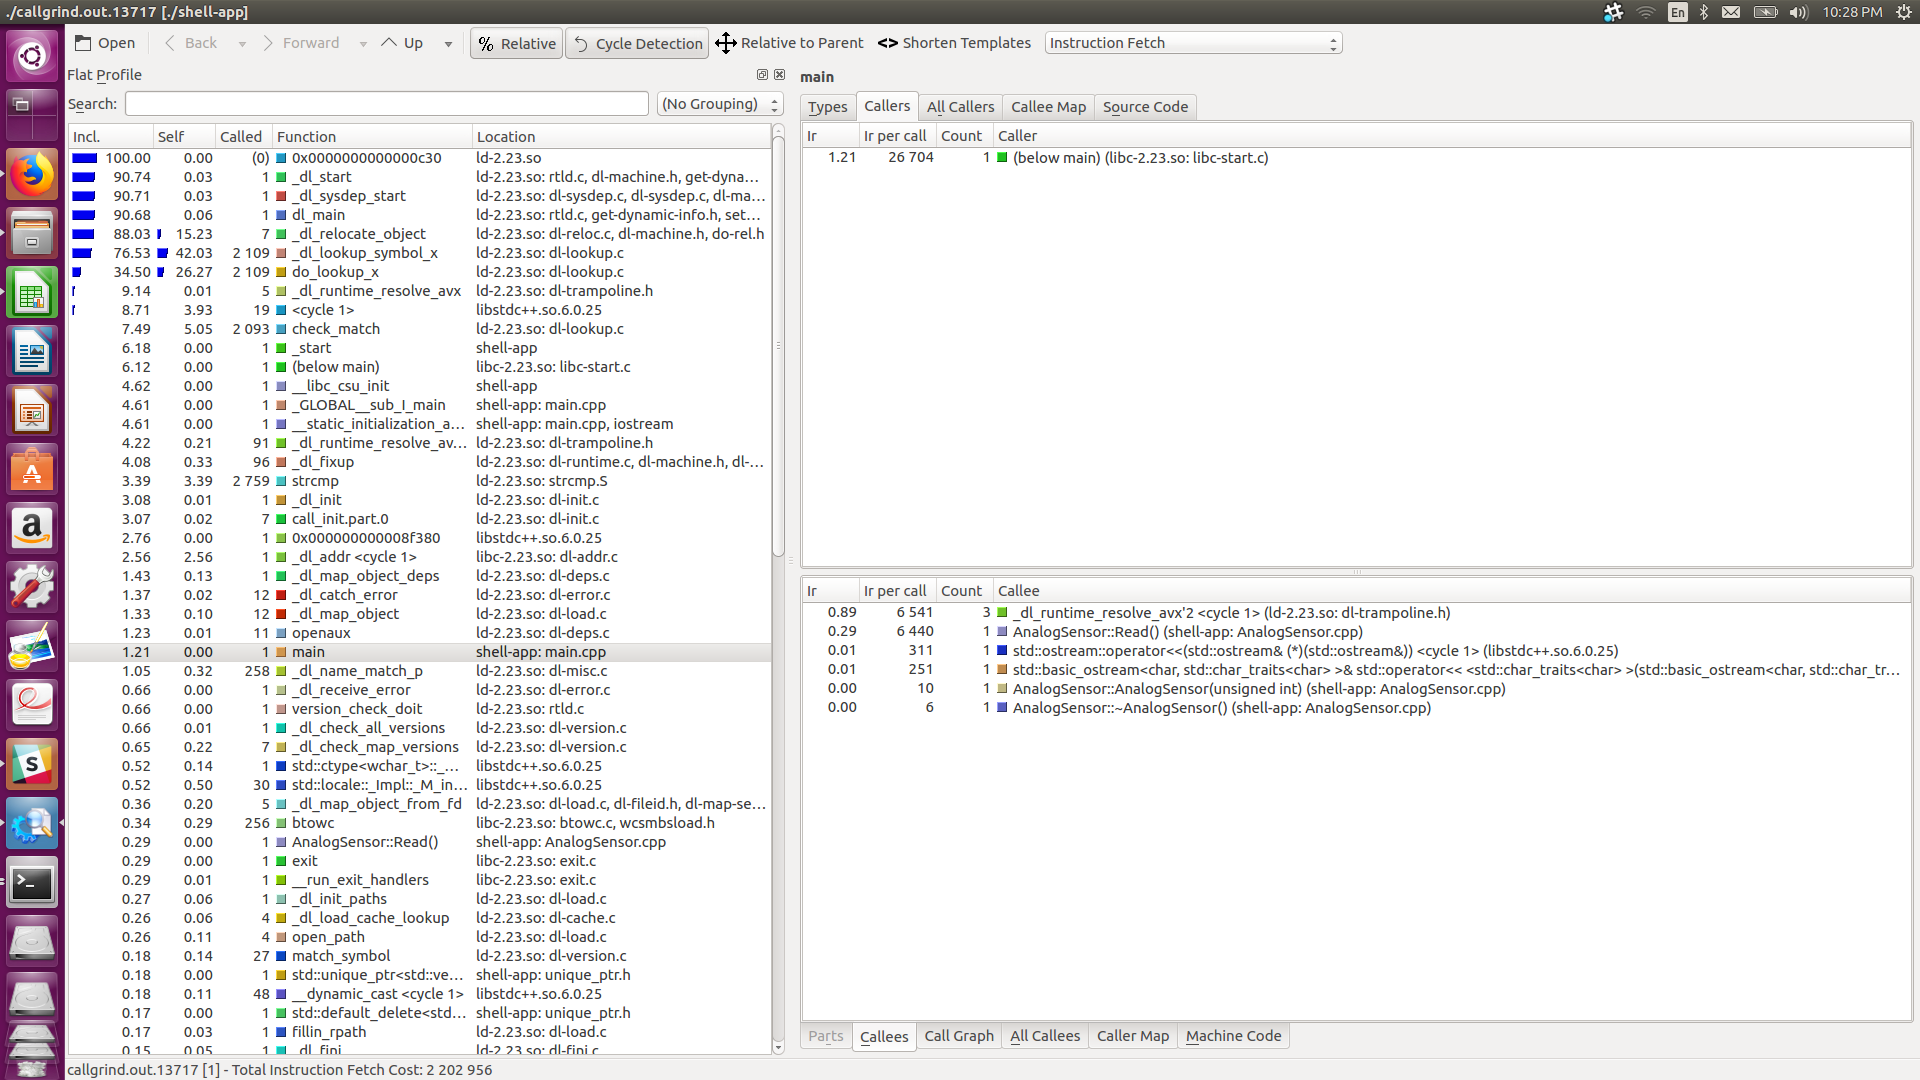 ./callgrind.out.13717 [./shell-app]
En
10:28 PM
Open Back Forward Up % Relative Cycle Detection Relative to Parent <> Shorten Templates Instruction Fetch
Flat Profile
Search: (No Grouping)
Incl. Self Called Function Location
100.00 0.00 (0) 0x0000000000000c30 ld-2.23.so
90.74 0.03 1 _dl_start ld-2.23.so: rtld.c, dl-machine.h, get-dyna…
90.71 0.03 1 _dl_sysdep_start ld-2.23.so: dl-sysdep.c, dl-sysdep.c, dl-ma…
90.68 0.06 1 dl_main ld-2.23.so: rtld.c, get-dynamic-info.h, set…
88.03 15.23 7 _dl_relocate_object ld-2.23.so: dl-reloc.c, dl-machine.h, do-rel.h
76.53 42.03 2 109 _dl_lookup_symbol_x ld-2.23.so: dl-lookup.c
34.50 26.27 2 109 do_lookup_x ld-2.23.so: dl-lookup.c
9.14 0.01 5 _dl_runtime_resolve_avx ld-2.23.so: dl-trampoline.h
8.71 3.93 19 <cycle 1> libstdc++.so.6.0.25
7.49 5.05 2 093 check_match ld-2.23.so: dl-lookup.c
6.18 0.00 1 _start shell-app
6.12 0.00 1 (below main) libc-2.23.so: libc-start.c
4.62 0.00 1 __libc_csu_init shell-app
4.61 0.00 1 _GLOBAL__sub_I_main shell-app: main.cpp
4.61 0.00 1 __static_initialization_a… shell-app: main.cpp, iostream
4.22 0.21 91 _dl_runtime_resolve_av… ld-2.23.so: dl-trampoline.h
4.08 0.33 96 _dl_fixup ld-2.23.so: dl-runtime.c, dl-machine.h, dl-…
3.39 3.39 2 759 strcmp ld-2.23.so: strcmp.S
3.08 0.01 1 _dl_init ld-2.23.so: dl-init.c
3.07 0.02 7 call_init.part.0 ld-2.23.so: dl-init.c
2.76 0.00 1 0x000000000008f380 libstdc++.so.6.0.25
2.56 2.56 1 _dl_addr <cycle 1> libc-2.23.so: dl-addr.c
1.43 0.13 1 _dl_map_object_deps ld-2.23.so: dl-deps.c
1.37 0.02 12 _dl_catch_error ld-2.23.so: dl-error.c
1.33 0.10 12 _dl_map_object ld-2.23.so: dl-load.c
1.23 0.01 11 openaux ld-2.23.so: dl-deps.c
1.21 0.00 1 main shell-app: main.cpp
1.05 0.32 258 _dl_name_match_p ld-2.23.so: dl-misc.c
0.66 0.00 1 _dl_receive_error ld-2.23.so: dl-error.c
0.66 0.00 1 version_check_doit ld-2.23.so: rtld.c
0.66 0.01 1 _dl_check_all_versions ld-2.23.so: dl-version.c
0.65 0.22 7 _dl_check_map_versions ld-2.23.so: dl-version.c
0.52 0.14 1 std::ctype<wchar_t>::_… libstdc++.so.6.0.25
0.52 0.50 30 std::locale::_Impl::_M_in… libstdc++.so.6.0.25
0.36 0.20 5 _dl_map_object_from_fd ld-2.23.so: dl-load.c, dl-fileid.h, dl-map-se…
0.34 0.29 256 btowc libc-2.23.so: btowc.c, wcsmbsload.h
0.29 0.00 1 AnalogSensor::Read() shell-app: AnalogSensor.cpp
0.29 0.00 1 exit libc-2.23.so: exit.c
0.29 0.01 1 __run_exit_handlers libc-2.23.so: exit.c
0.27 0.06 1 _dl_init_paths ld-2.23.so: dl-load.c
0.26 0.06 4 _dl_load_cache_lookup ld-2.23.so: dl-cache.c
0.26 0.11 4 open_path ld-2.23.so: dl-load.c
0.18 0.14 27 match_symbol ld-2.23.so: dl-version.c
0.18 0.00 1 std::unique_ptr<std::ve… shell-app: unique_ptr.h
0.18 0.11 48 __dynamic_cast <cycle 1> libstdc++.so.6.0.25
0.17 0.00 1 std::default_delete<std… shell-app: unique_ptr.h
0.17 0.03 1 fillin_rpath ld-2.23.so: dl-load.c
0.15 0.05 1 _dl_fini ld-2.23.so: dl-fini.c
main
Types Callers All Callers Callee Map Source Code
Ir Ir per call Count Caller
1.21 26 704 1 (below main) (libc-2.23.so: libc-start.c)
Ir Ir per call Count Callee
0.89 6 541 3 _dl_runtime_resolve_avx'2 <cycle 1> (ld-2.23.so: dl-trampoline.h)
0.29 6 440 1 AnalogSensor::Read() (shell-app: AnalogSensor.cpp)
0.01 311 1 std::ostream::operator<<(std::ostream& (*)(std::ostream&)) <cycle 1> (libstdc++.so.6.0.25)
0.01 251 1 std::basic_ostream<char, std::char_traits<char> >& std::operator<< <std::char_traits<char> >(std::basic_ostream<char, std::char_tr…
0.00 10 1 AnalogSensor::AnalogSensor(unsigned int) (shell-app: AnalogSensor.cpp)
0.00 6 1 AnalogSensor::~AnalogSensor() (shell-app: AnalogSensor.cpp)
Parts Callees Call Graph All Callees Caller Map Machine Code
callgrind.out.13717 [1] - Total Instruction Fetch Cost: 2 202 956